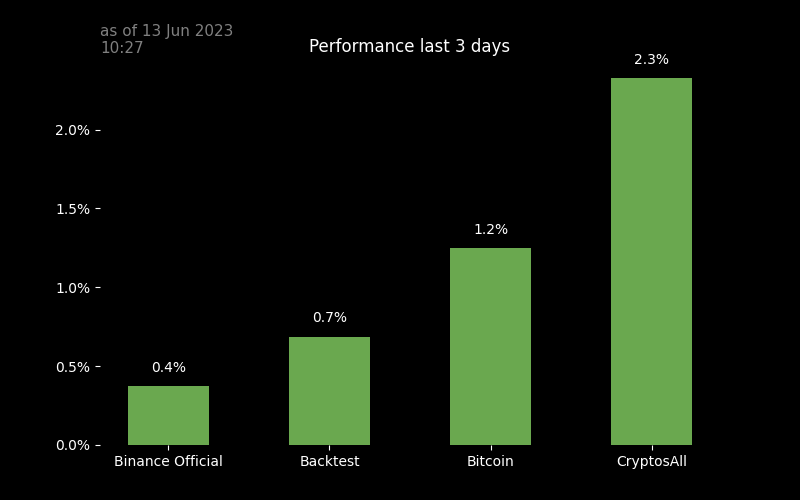 as of 13 Jun 2023
10:27
Performance last 3 days
2.3%
2.0%
1.5%
1.2%
1.0%
0.7%
0.5%
0.4%
0.0%
Binance Official
Backtest
Bitcoin
CryptosAll